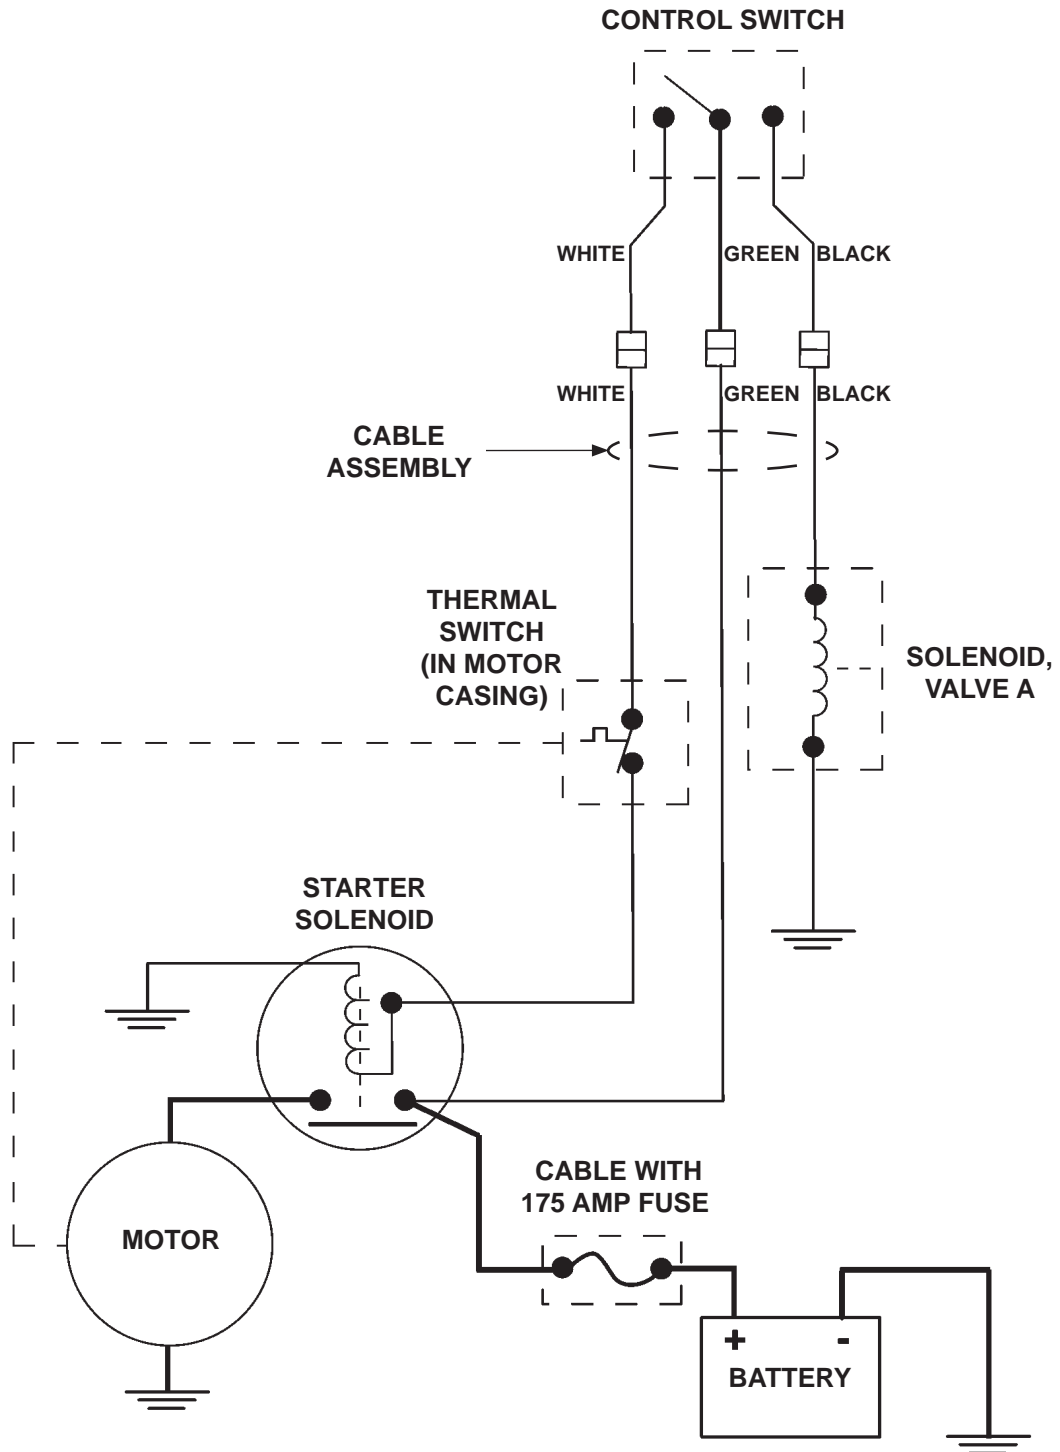 CONTROL SWITCH
WHITE GREEN BLACK
WHITE GREEN BLACK
CABLE
ASSEMBLY
THERMAL
SWITCH
(IN MOTOR
CASING)
SOLENOID,
VALVE A
STARTER
SOLENOID
CABLE WITH
175 AMP FUSE
MOTOR
+ -
BATTERY